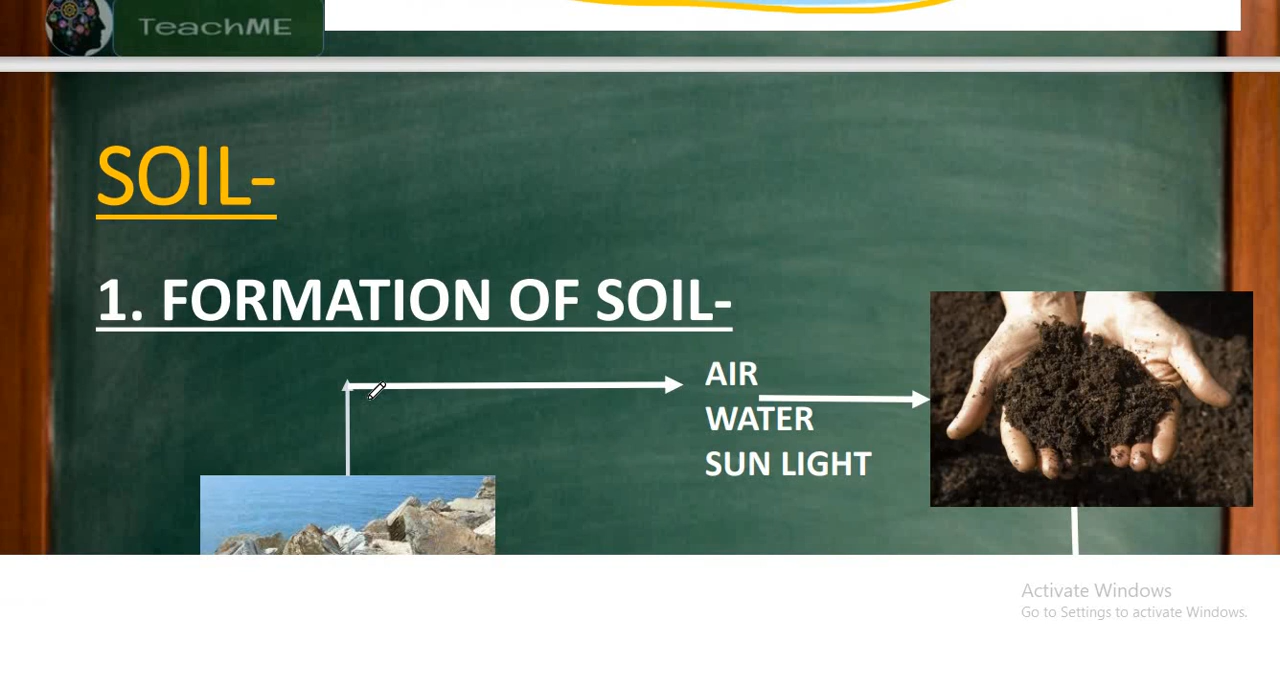 TeachME
SOIL-
1. FORMATION OF SOIL-
AIR
WATER
SUN LIGHT
Activate Windows
Go to Settings to activate Windows.